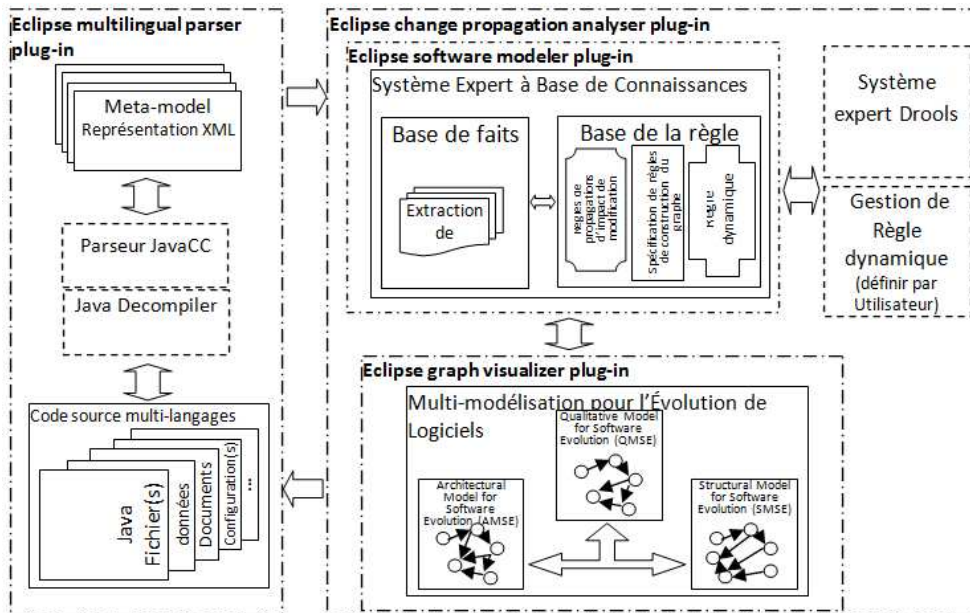 Eclipse multilingual parser
plug-in
Meta-model
Représentation XML
Parseur JavaCC
Java Decompiler
Code source multi-langages
Java
Fichier(s)
données
Documents
Configuration(s)
...
Eclipse change propagation analyser plug-in
Eclipse software modeler plug-in
Système Expert à Base de Connaissances
Base de faits
Extraction
de
Base de la règle
Règles de
propagations
d'impact de
modification
Spécification de règles
de construction du
graphe
Règle
dynamique
Système
expert Drools
Gestion de
Règle
dynamique
(définir par
Utilisateur)
Eclipse graph visualizer plug-in
Multi-modélisation pour l'Évolution de
Logiciels
Qualitative Model
for Software
Evolution (QMSE)
Architectural Model for
Software
Evolution (AMSE)
Structural Model
for Software
Evolution (SMSE)